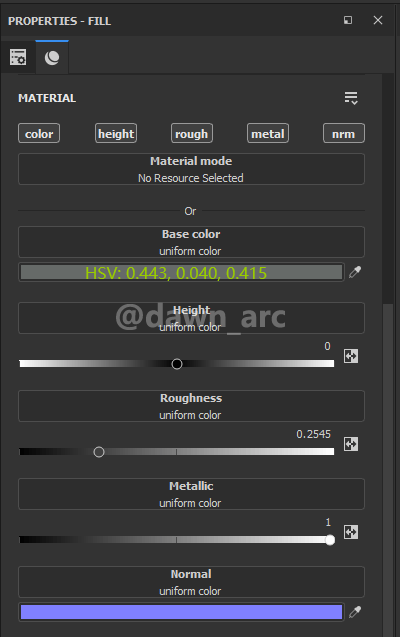 PROPERTIES - FILL
MATERIAL
color height rough metal nrm
Material mode
No Resource Selected
Or
Base color
uniform color
HSV: 0.443, 0.040, 0.415
Height
@dawn_arc
uniform color
0
Roughness
uniform color
0.2545
Metallic
uniform color
1
Normal
uniform color